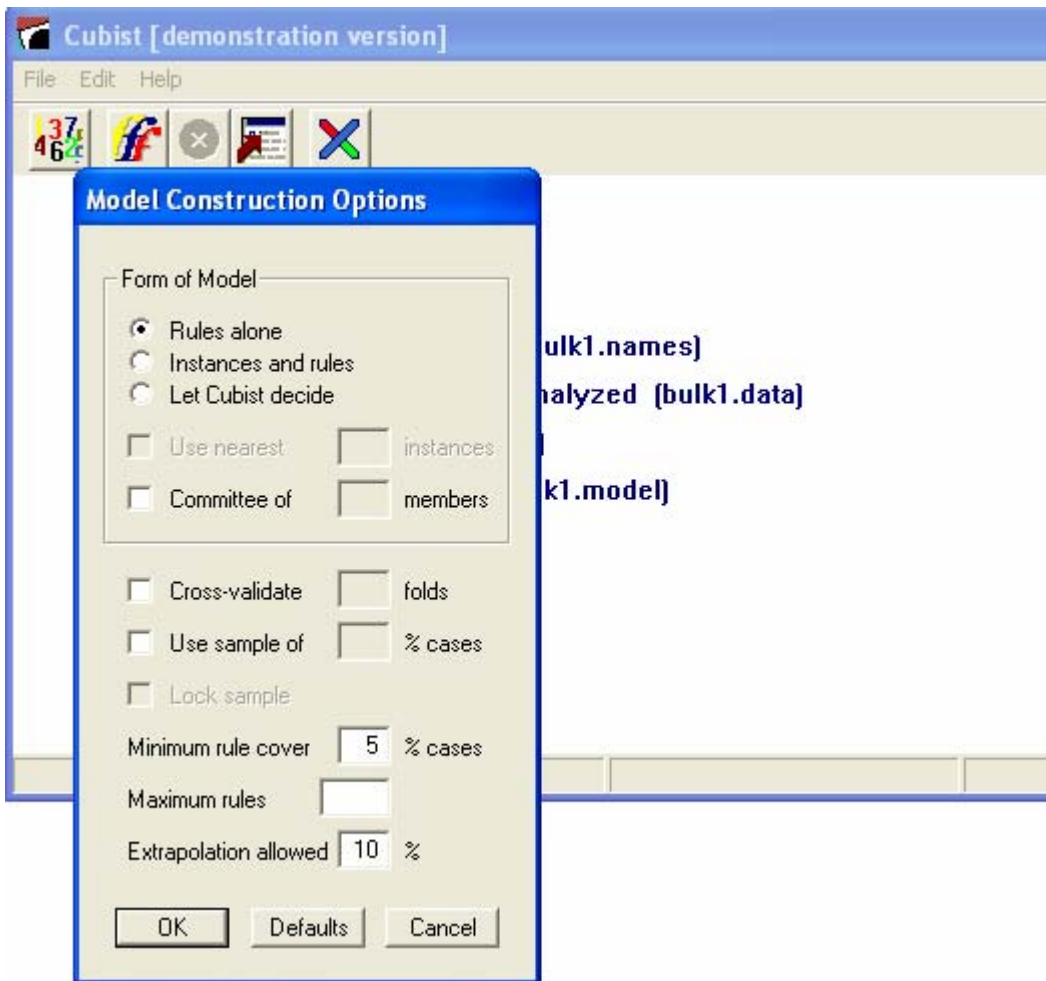 Cubist [demonstration version]
File Edit Help
Model Construction Options
Form of Model
Rules alone
Instances and rules
Let Cubist decide
Use nearest instances
Committee of members
Cross-validate folds
Use sample of % cases
Lock sample
Minimum rule cover 5 % cases
Maximum rules
Extrapolation allowed 10 %
OK Defaults Cancel
ulk1.names)
nalyzed (bulk1.data)
k1.model)